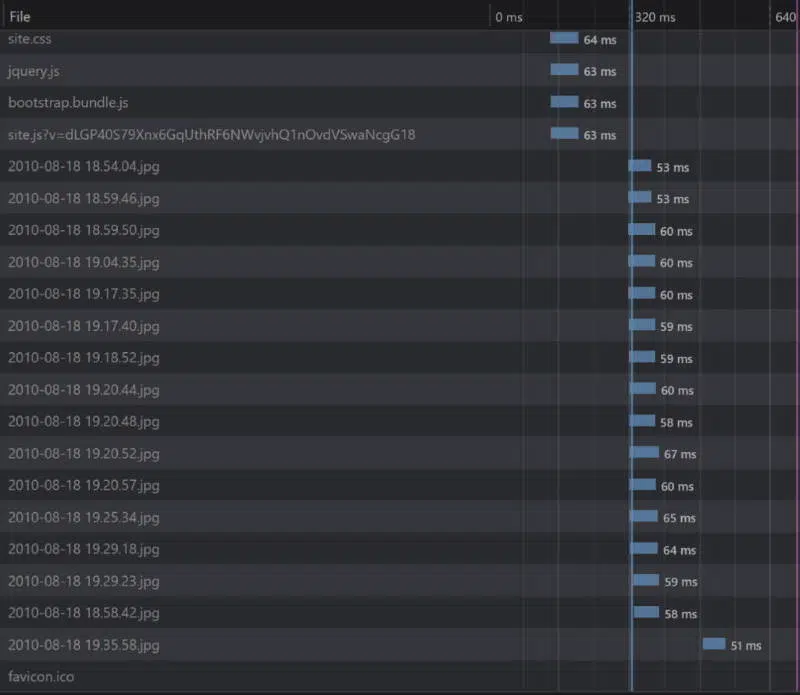 File 0 ms 320 ms 640
site.css 64 ms
jquery.js 63 ms
bootstrap.bundle.js 63 ms
site.js?v=dLGP40S79Xnx6GqUthRF6NWvjvhQ1nOvdVSwaNcgG18 63 ms
2010-08-18 18.54.04.jpg 53 ms
2010-08-18 18.59.46.jpg 53 ms
2010-08-18 18.59.50.jpg 60 ms
2010-08-18 19.04.35.jpg 60 ms
2010-08-18 19.17.35.jpg 60 ms
2010-08-18 19.17.40.jpg 59 ms
2010-08-18 19.18.52.jpg 59 ms
2010-08-18 19.20.44.jpg 60 ms
2010-08-18 19.20.48.jpg 58 ms
2010-08-18 19.20.52.jpg 67 ms
2010-08-18 19.20.57.jpg 60 ms
2010-08-18 19.25.34.jpg 65 ms
2010-08-18 19.29.18.jpg 64 ms
2010-08-18 19.29.23.jpg 59 ms
2010-08-18 18.58.42.jpg 58 ms
2010-08-18 19.35.58.jpg 51 ms
favicon.ico